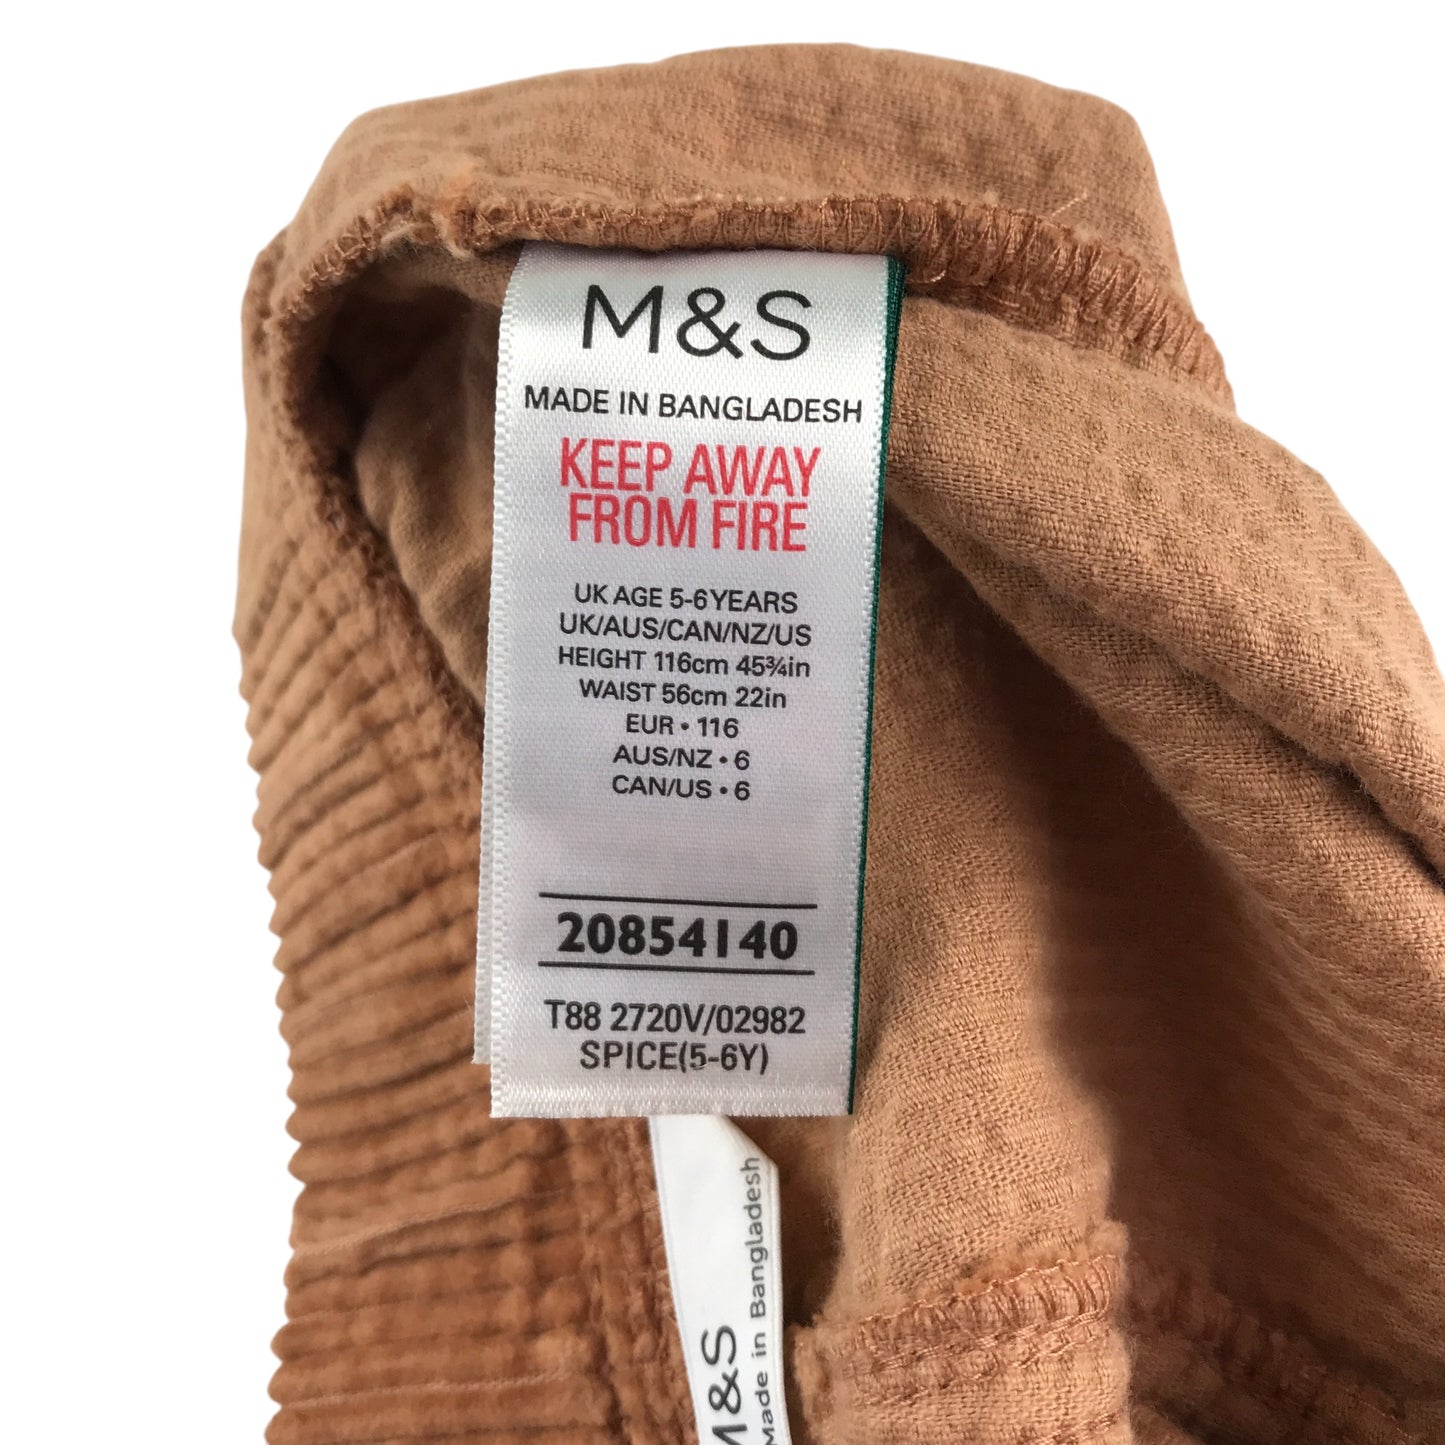 M&S
MADE IN BANGLADESH
KEEP AWAY
FROM FIRE
UK AGE 5-6 YEARS
UK/AUS/CAN/NZ/US
HEIGHT 116cm 45¾in
WAIST 56cm 22in
EUR • 116
AUS/NZ • 6
CAN/US • 6
20854140
T88 2720V/02982
SPICE(5-6Y)
M&S
Made in Bangladesh